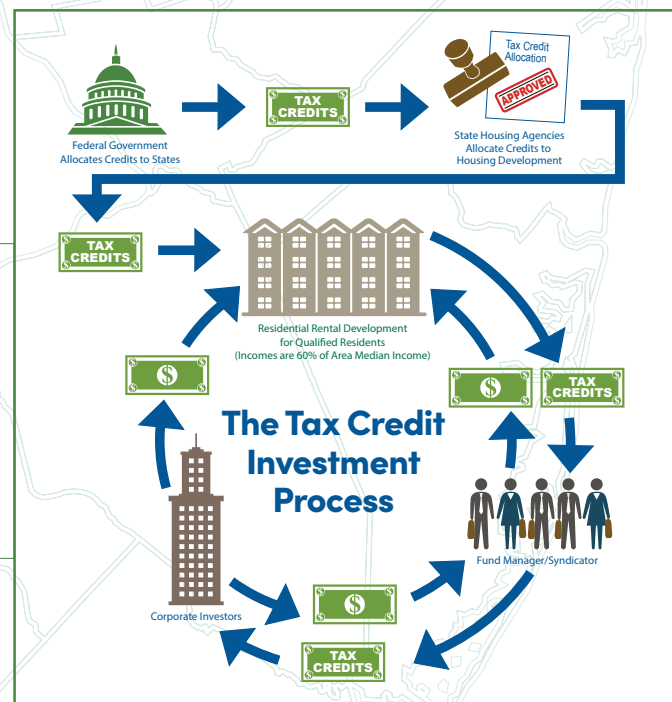 Federal Government
Allocates Credits to States
TAX
CREDITS
Tax Credit
Allocation
APPROVED
State Housing Agencies
Allocate Credits to
Housing Development
TAX
CREDITS
Residential Rental Development
for Qualified Residents
(Incomes are 60% of Area Median Income)
$
$
TAX
CREDITS
The Tax Credit
Investment
Process
Fund Manager/Syndicator
Corporate Investors
$
TAX
CREDITS